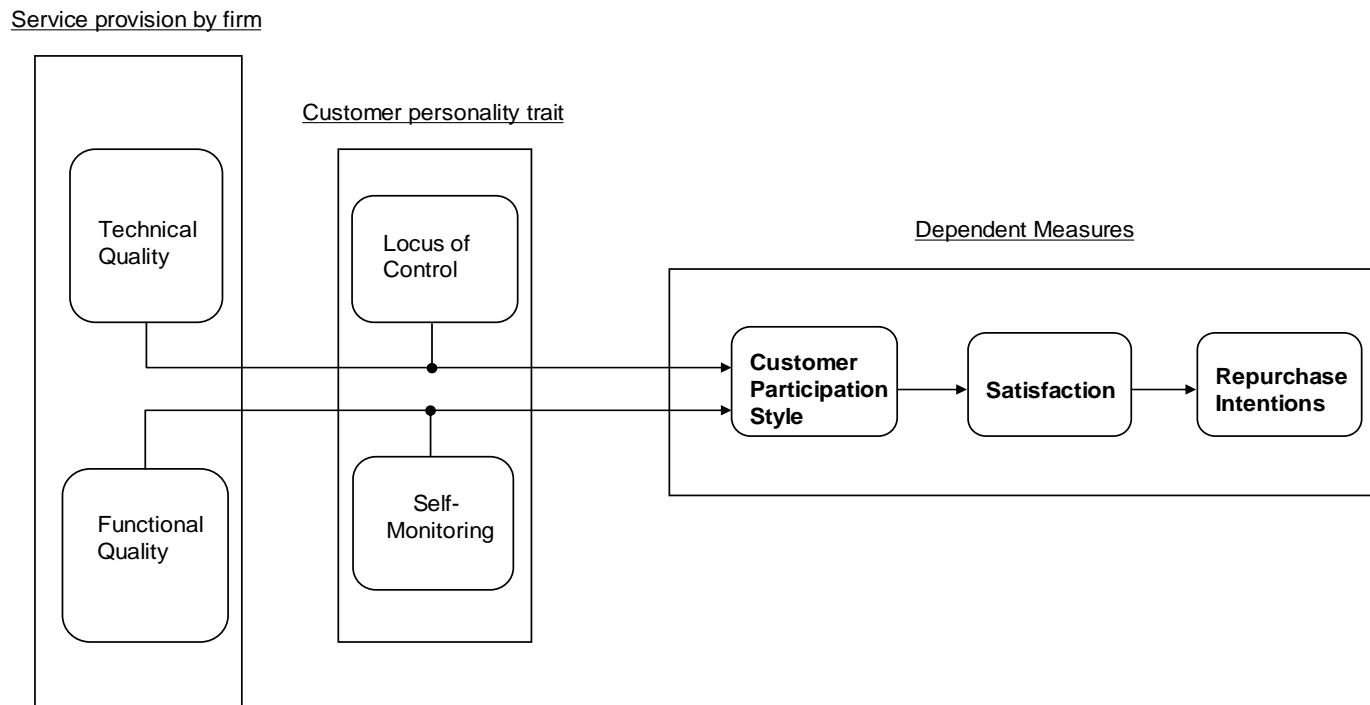 Service provision by firm
Customer personality trait
Technical
Quality
Locus of
Control
Dependent Measures
Customer
Participation
Style
Satisfaction
Repurchase
Intentions
Functional
Quality
Self-
Monitoring